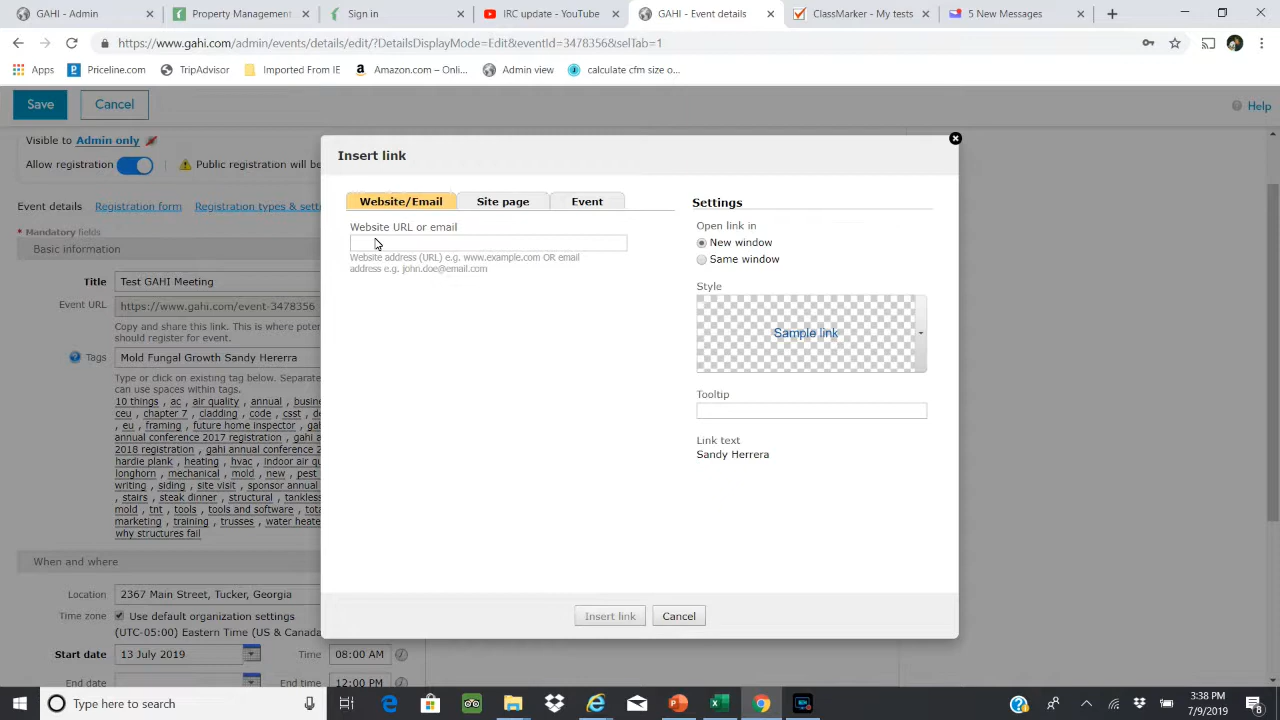 GAHI - Admin
Property Management
Sign in
IRC update - YouTube
GAHI - Event details
ClassMarker - My tests
5 New Messages
https://www.gahi.com/admin/events/details/edit/?DetailsDisplayMode=Edit&eventId=3478356&selTab=1
Apps
Priceline.com
TripAdvisor
Imported From IE
Amazon.com – Onli...
Admin view
calculate cfm size o...
Save
Cancel
Help
Visible to Admin only
Allow registration
Public registration will be
Event details
Registration form
Registration types & sett
* Mandatory fields
Basic information
Title
Test GAHI Meeting
Event URL
https://www.gahi.com/event-3478356
Copy and share this link. This is where poter
should register for event.
Tags
Mold Fungal Growth Sandy Hererra
Type or click on existing tag below. Separate
can use spaces within tags.
10 things , ac , air quality , annual , busine
ceu , chapter 7 , cladding , code , csst , de
, eu , framing , future home inspector ,
annual conference 2017 registration , gahi a
2018 registration , gahi annual conference 2
hardie plank , heating , hvac , indoor air qu
longhorn , mechanical , mold , new , pest
writing , siding , site visit , sponsor annual
, stairs , steak dinner , structural , tankless
mold , tnt , tools , tools and software , tota
marketing , training , trusses , water heate
why structures fail
When and where
Location
2367 Main Street, Tucker, Georgia
Time zone
Use default organization settings
(UTC-05:00) Eastern Time (US & Canada
Start date
13 July 2019
Time
08:00 AM
End date
End time
12:00 PM
Insert link
Website/Email
Site page
Event
Website URL or email
Website address (URL) e.g. www.example.com OR email
address e.g. john.doe@email.com
Settings
Open link in
New window
Same window
Style
Sample link
Tooltip
Link text
Sandy Herrera
Insert link
Cancel
Type here to search
3:38 PM
7/9/2019
8